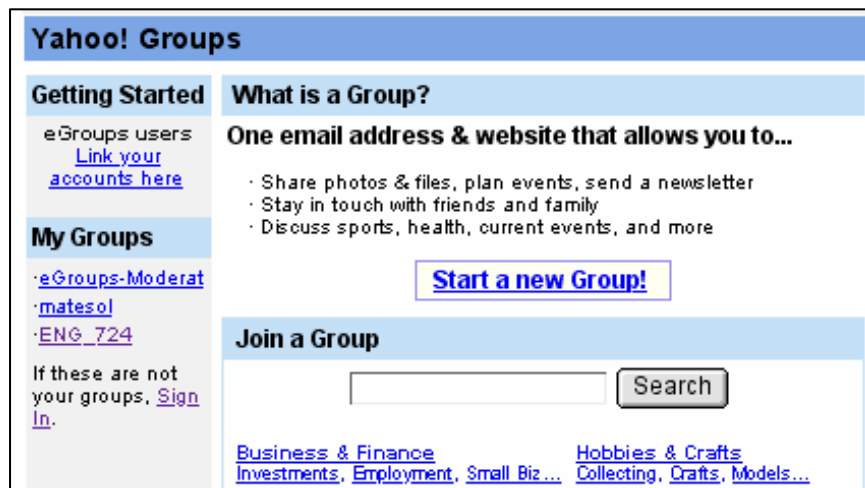 Yahoo! Groups
Getting Started
eGroups users
Link your
accounts here
My Groups
·eGroups-Moderat
·matesol
·ENG_724
If these are not
your groups, Sign
In.
What is a Group?
One email address & website that allows you to...
· Share photos & files, plan events, send a newsletter
· Stay in touch with friends and family
· Discuss sports, health, current events, and more
Start a new Group!
Join a Group
Search
Business & Finance
Investments, Employment, Small Biz...
Hobbies & Crafts
Collecting, Crafts, Models...